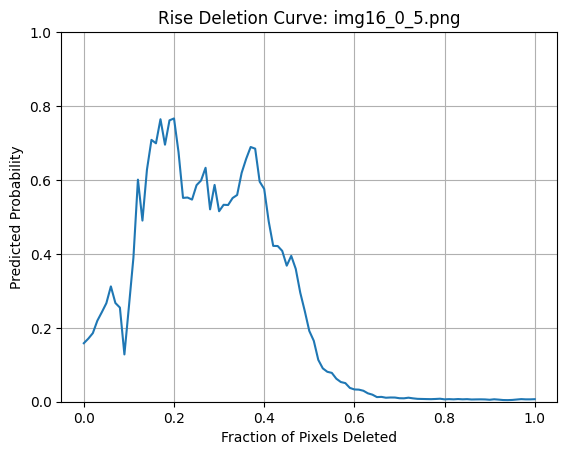 Rise Deletion Curve: img16_0_5.png
1.0
0.8
0.6
0.4
0.2
0.0
Predicted Probability
0.0 0.2 0.4 0.6 0.8 1.0
Fraction of Pixels Deleted